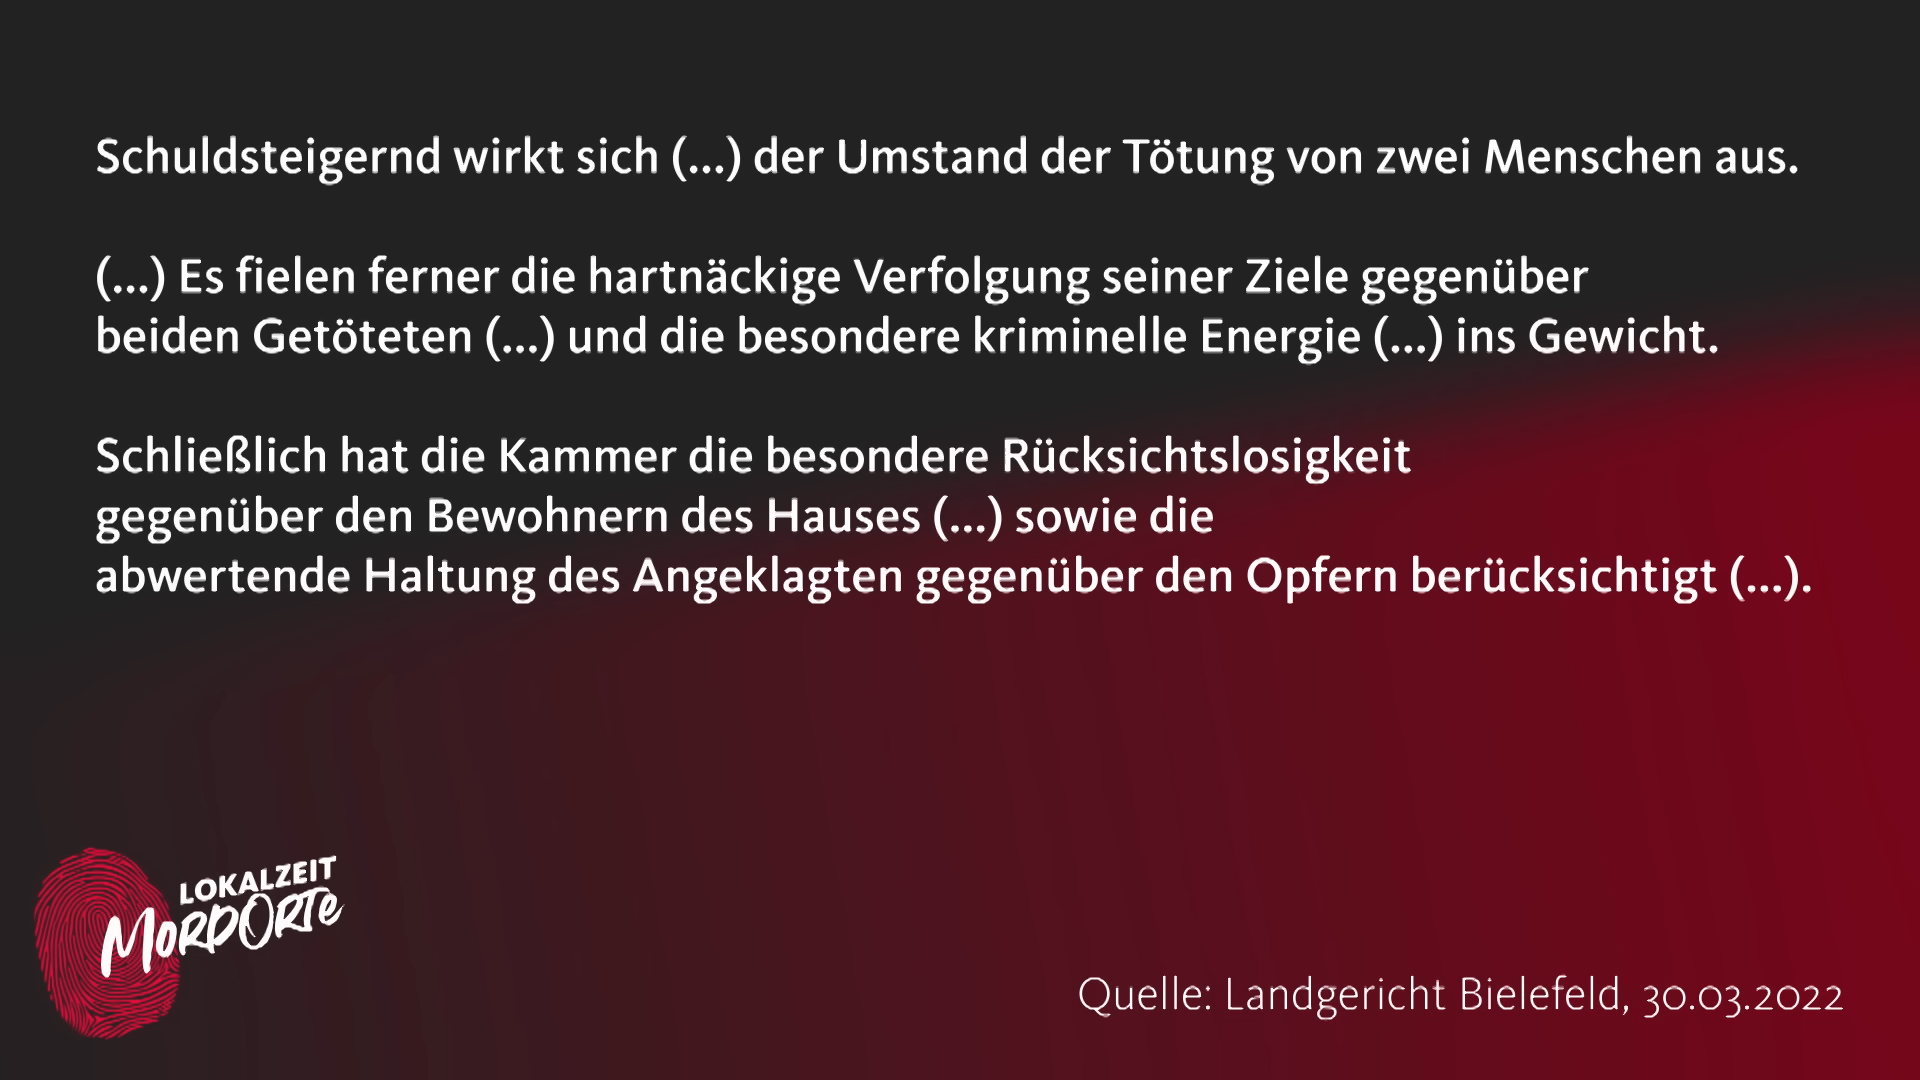 Schuldsteigernd wirkt sich (...) der Umstand der Tötung von zwei Menschen aus.
(...) Es fielen ferner die hartnäckige Verfolgung seiner Ziele gegenüber
beiden Getöteten (...) und die besondere kriminelle Energie (...) ins Gewicht.
Schließlich hat die Kammer die besondere Rücksichtslosigkeit
gegenüber den Bewohnern des Hauses (...) sowie die
abwertende Haltung des Angeklagten gegenüber den Opfern berücksichtigt (...).
LOKALZEIT
MORDORTE
Quelle: Landgericht Bielefeld, 30.03.2022